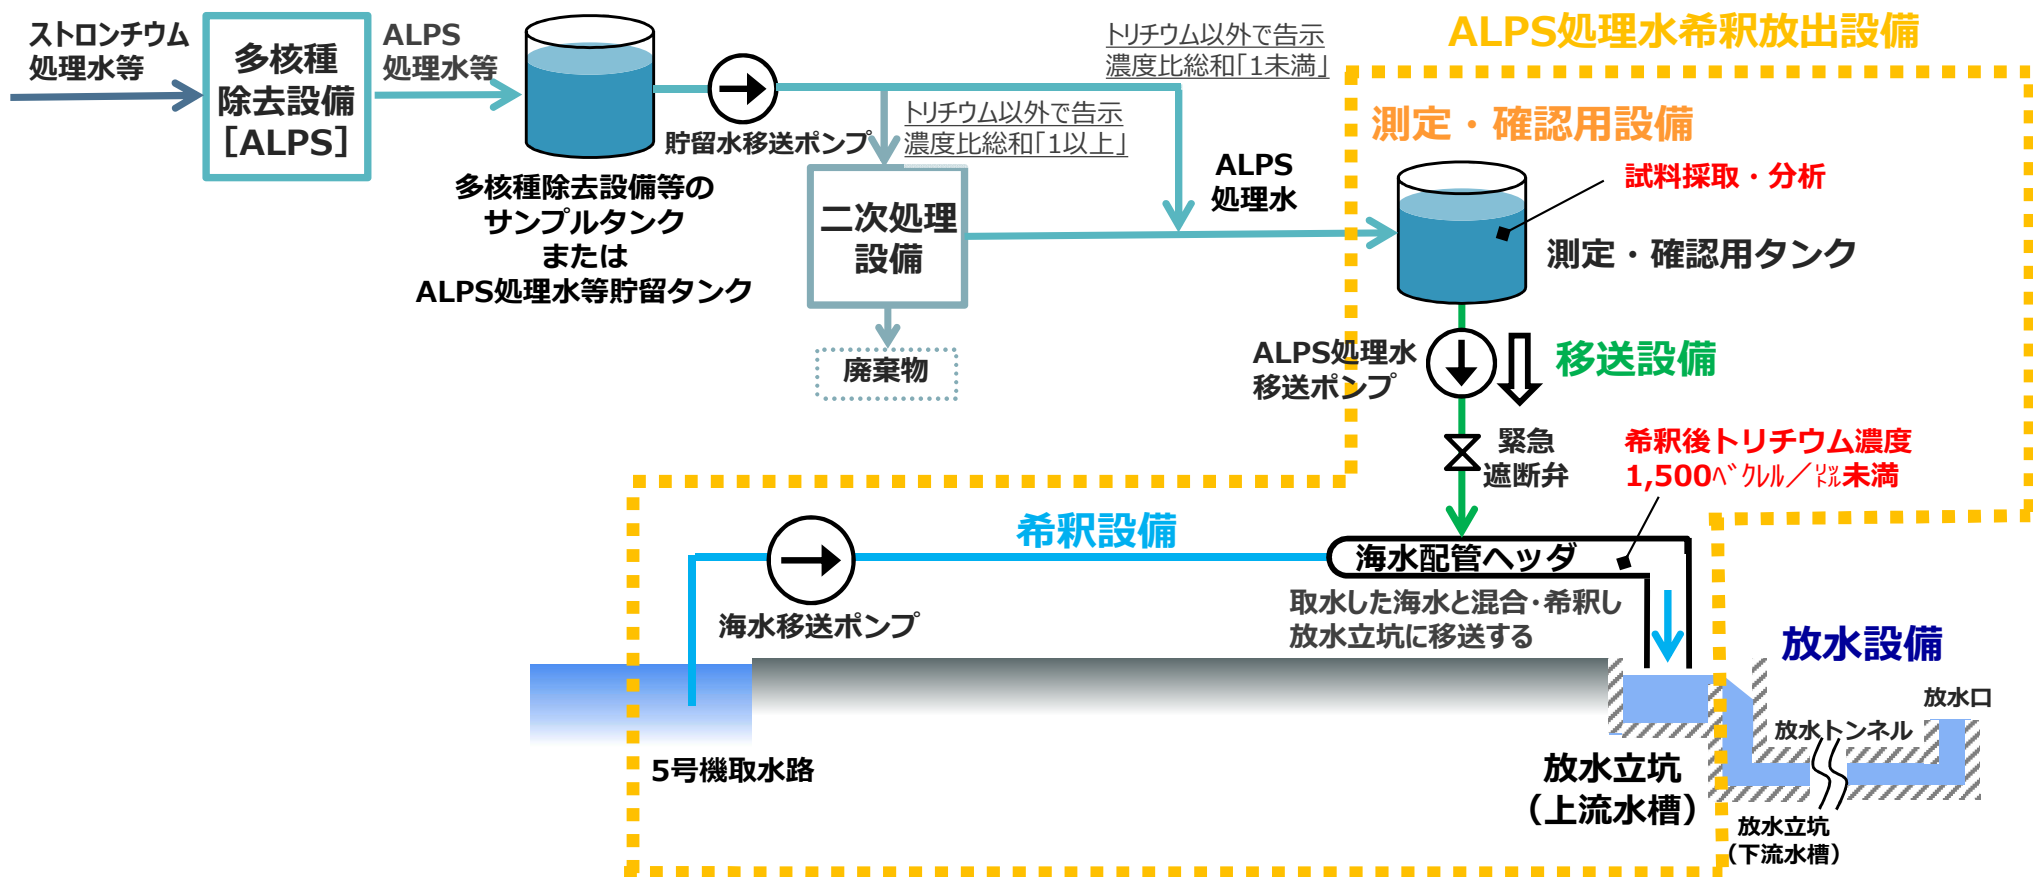 ストロンチウム
処理水等
多核種
除去設備
[ALPS]
ALPS
処理水等
貯留水移送ポンプ
多核種除去設備等の
サンプルタンク
または
ALPS処理水等貯留タンク
トリチウム以外で告示
濃度比総和「1未満」
トリチウム以外で告示
濃度比総和「1以上」
二次処理
設備
廃棄物
ALPS
処理水
ALPS処理水希釈放出設備
測定・確認用設備
試料採取・分析
測定・確認用タンク
ALPS処理水
移送ポンプ
移送設備
緊急
遮断弁
希釈後トリチウム濃度
1,500ベクレル／リットル未満
希釈設備
海水移送ポンプ
海水配管ヘッダ
取水した海水と混合・希釈し
放水立坑に移送する
5号機取水路
放水立坑
（上流水槽）
放水設備
放水口
放水トンネル
放水立坑
（下流水槽）